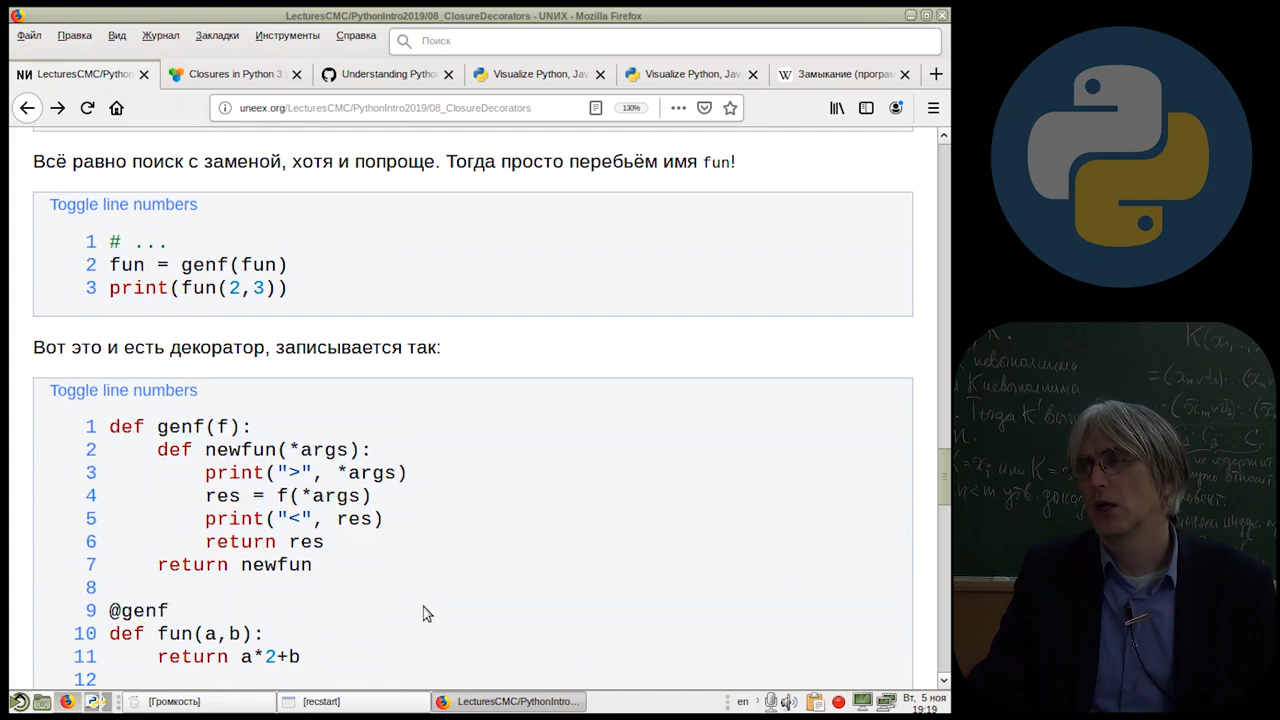 LecturesCMC/PythonIntro2019/08_ClosureDecorators - UNИX - Mozilla Firefox
Файл Правка Вид Журнал Закладки Инструменты Справка Поиск
LecturesCMC/Python Closures in Python 3 Understanding Pytho Visualize Python, Jav Visualize Python, Jav Замыкание (програм
uneex.org/LecturesCMC/PythonIntro2019/08_ClosureDecorators 130%
Всё равно поиск с заменой, хотя и попроще. Тогда просто перебьём имя fun!
Toggle line numbers
1 # ...
2 fun = genf(fun)
3 print(fun(2,3))
Вот это и есть декоратор, записывается так:
Toggle line numbers
1 def genf(f):
2 def newfun(*args):
3 print(">", *args)
4 res = f(*args)
5 print("<", res)
6 return res
7 return newfun
8
9 @genf
10 def fun(a,b):
11 return a*2+b
12
[Громкость] [recstart] LecturesCMC/PythonIntro... en Вт, 5 ноя
19:19